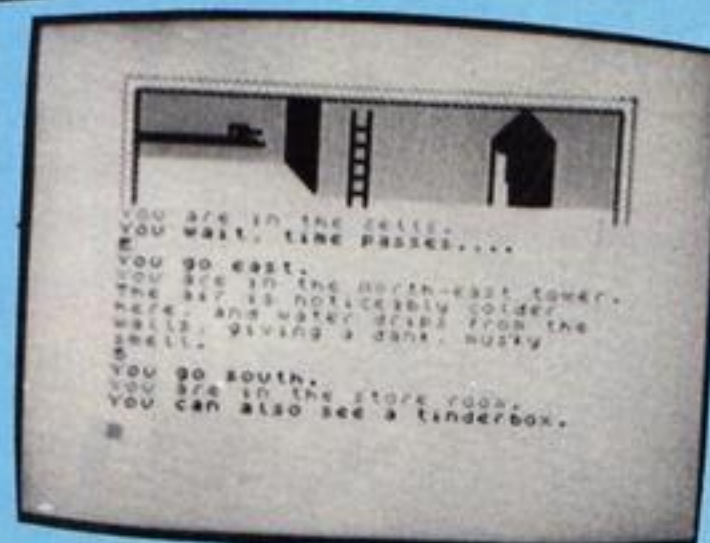 You are in the cells.
You wait. time passes....
E
You go east.
You are in the north-east tower.
The air is noticeably colder
here, and water drips from the
walls, giving a dank, musky
smell.
S
You go south.
You are in the store room.
You can also see a tinderbox.